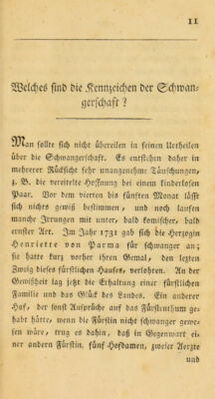 11
Welches sind die Kennzeichen der Schwan-
gerschaft?
Man sollte sich nicht übereilen in seinen Urtheilen
über die Schwangerschaft. Es entstehen daher in
mehrerer Rücksicht sehr unangenehme Täuschungen,
z. B. die vereitelte Hoffnung bei einem kinderlosen
Paar. Vor dem vierten bis fünften Monat läßt
sich nichts gewiß bestimmen, und noch laufen
manche Irrungen mit unter, bald komischer, bald
ernster Art. Im Jahr 1731 gab sich die Herzogin
Henriette von Parma für schwanger an;
sie hatte kurz vorher ihren Gemal, den letzten
Zweig dieses fürstlichen Hauses, verlohren. An der
Gewißheit lag jetzt die Erhaltung einer fürstlichen
Familie und das Glück des Landes. Ein anderer
Hof, der sonst Ansprüche auf das Fürstenthum ge-
habt hätte, wenn die Fürstin nicht schwanger gewe-
sen wäre, trug es dahin, daß in Gegenwart ei-
ner andern Fürstin, fünf Hofdamen, zweier Aerzte
und